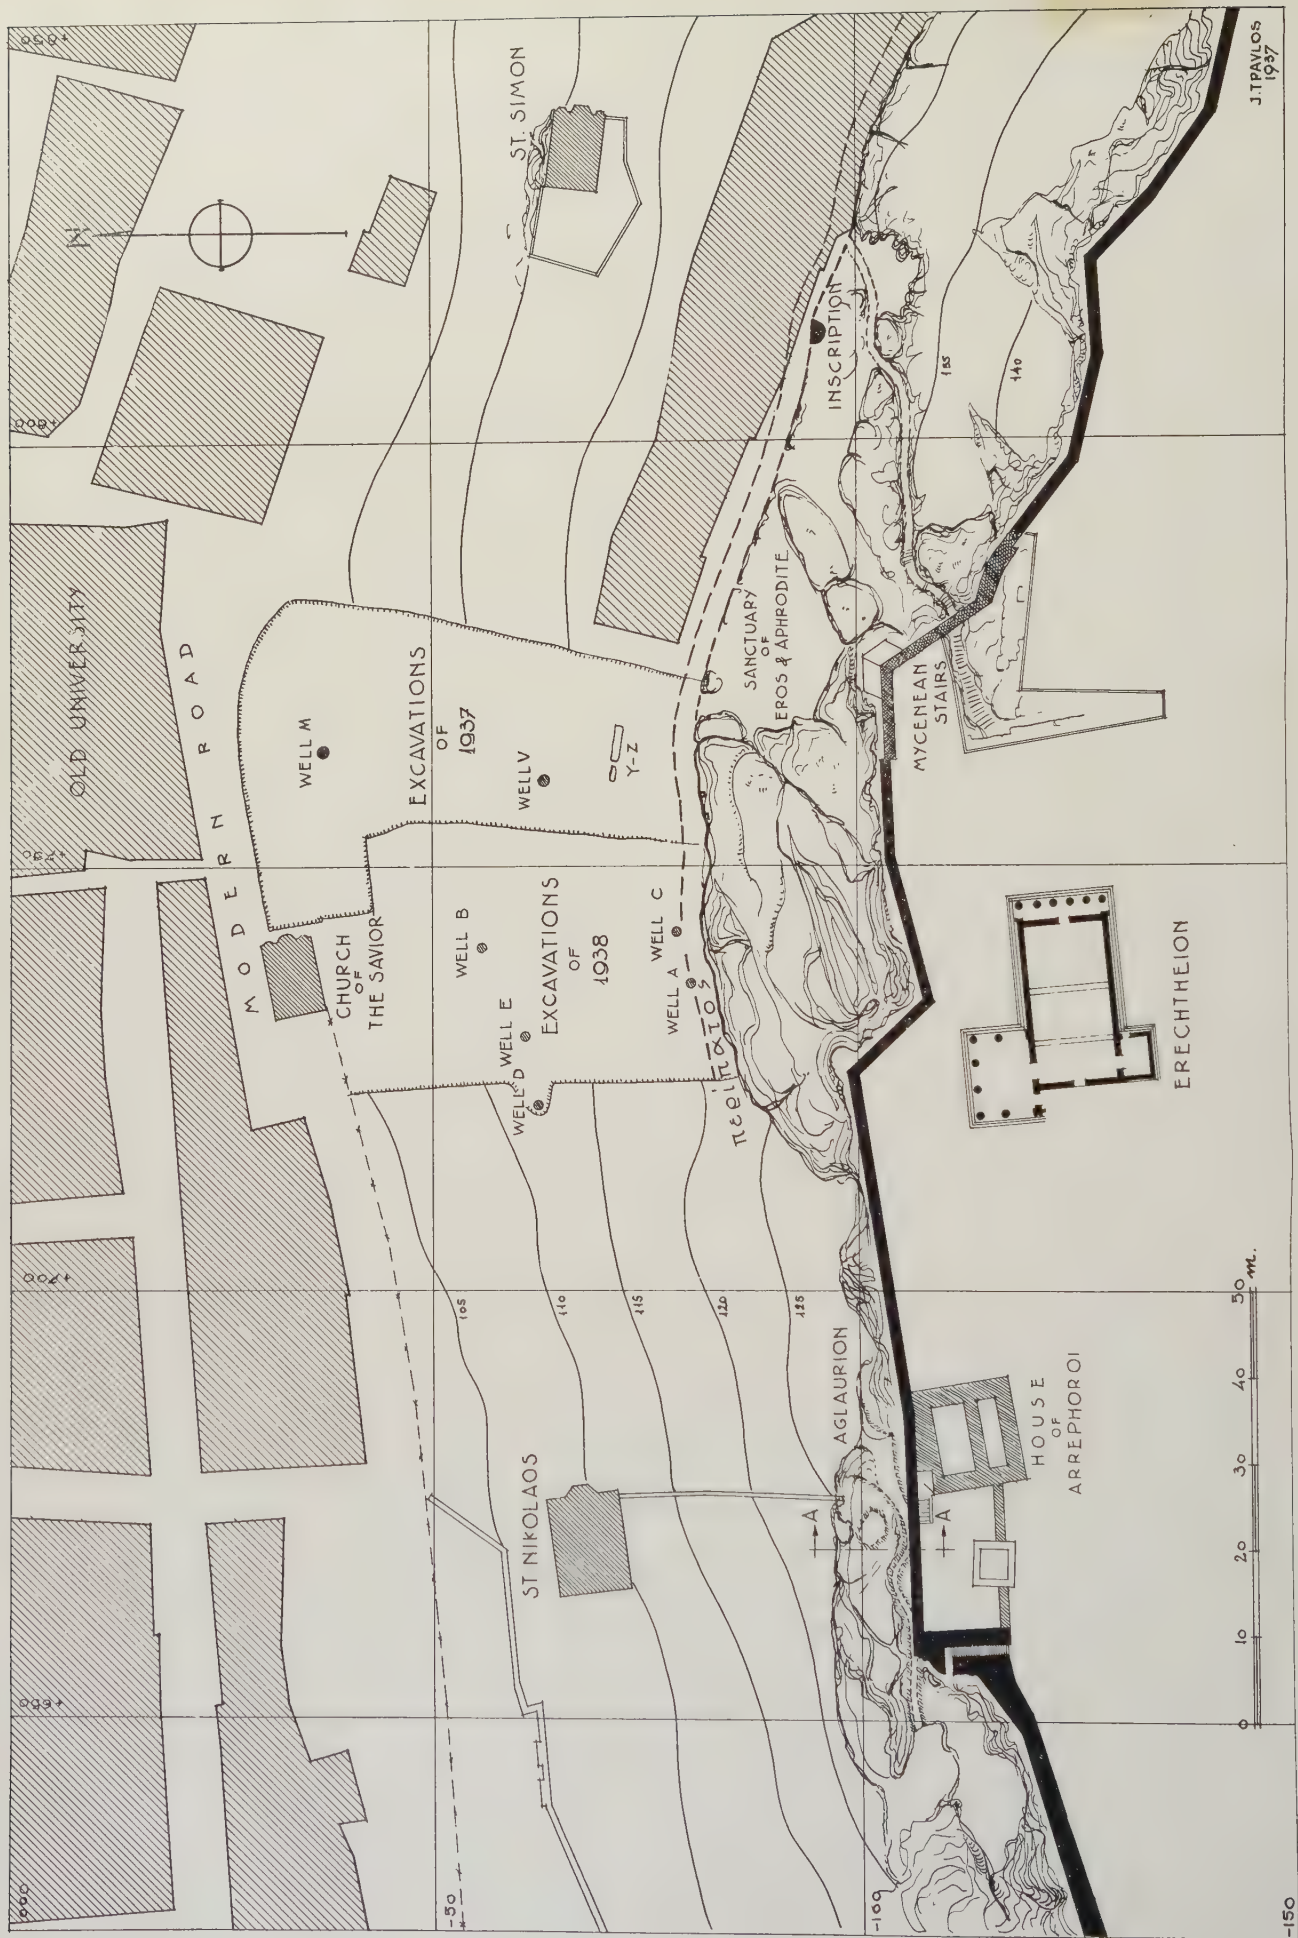 OLD UNIVERSITY
MODERN ROAD
ST. SIMON
WELL M
EXCAVATIONS
OF
1937
WELL V
Y-Z
CHURCH
OF
THE SAVIOR
WELL B
WELL E
WELL D
EXCAVATIONS
OF
1938
WELL C
WELL A
περίπατος
INSCRIPTION
SANCTUARY
OF
EROS & APHRODITE
MYCENEAN
STAIRS
135
140
ERECHTHEION
ST NIKOLAOS
105
110
115
120
125
AGLAURION
A
A
HOUSE
OF
ARREPHOROI
0 10 20 30 40 50 m.
+650
+700
+800
+850
-50
-100
-150
N
J. TRAVLOS
1937